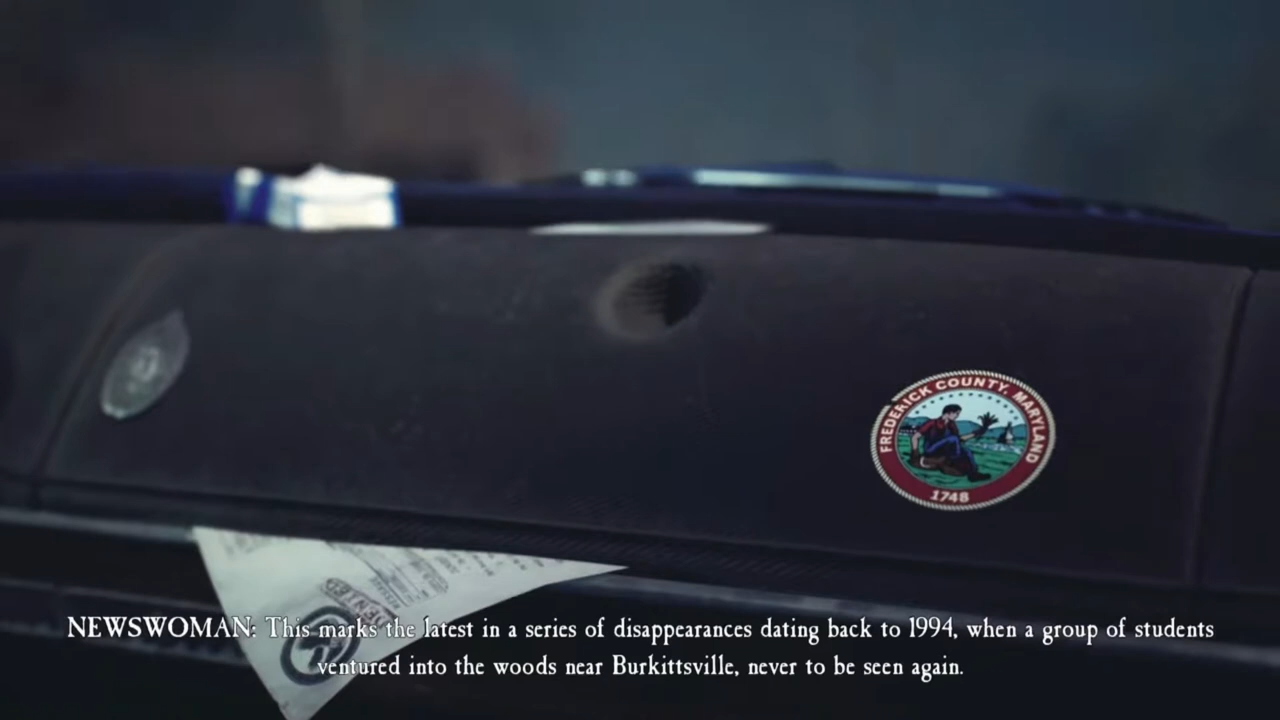 FREDERICK COUNTY, MARYLAND
1748
DENIED
NEWSWOMAN: This marks the latest in a series of disappearances dating back to 1994, when a group of students
ventured into the woods near Burkittsville, never to be seen again.